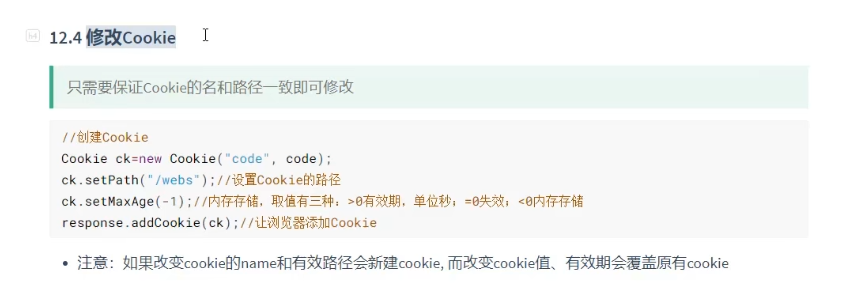 12.4 修改Cookie
只需要保证Cookie的名和路径一致即可修改
//创建Cookie
Cookie ck=new Cookie("code", code);
ck.setPath("/webs");//设置Cookie的路径
ck.setMaxAge(-1);//内存存储，取值有三种：>0有效期，单位秒；=0失效；<0内存存储
response.addCookie(ck);//让浏览器添加Cookie
• 注意：如果改变cookie的name和有效路径会新建cookie, 而改变cookie值、有效期会覆盖原有cookie